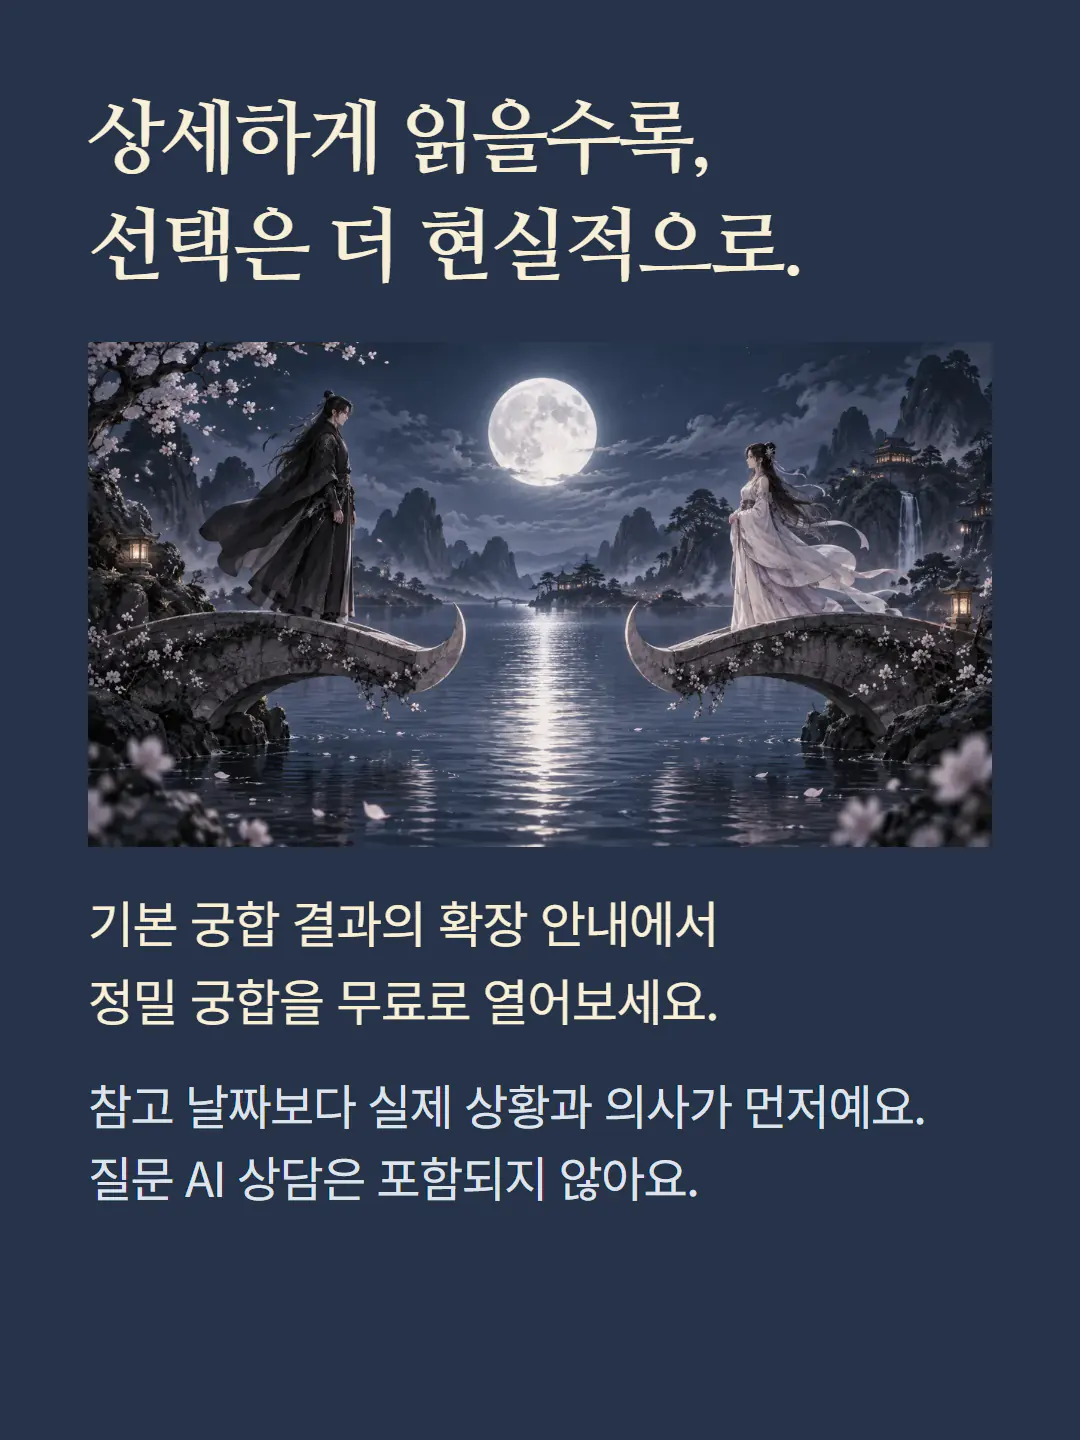 상세하게 읽을수록,
선택은 더 현실적으로.
기본 궁합 결과의 확장 안내에서
정밀 궁합을 무료로 열어보세요.
참고 날짜보다 실제 상황과 의사가 먼저예요.
질문 AI 상담은 포함되지 않아요.